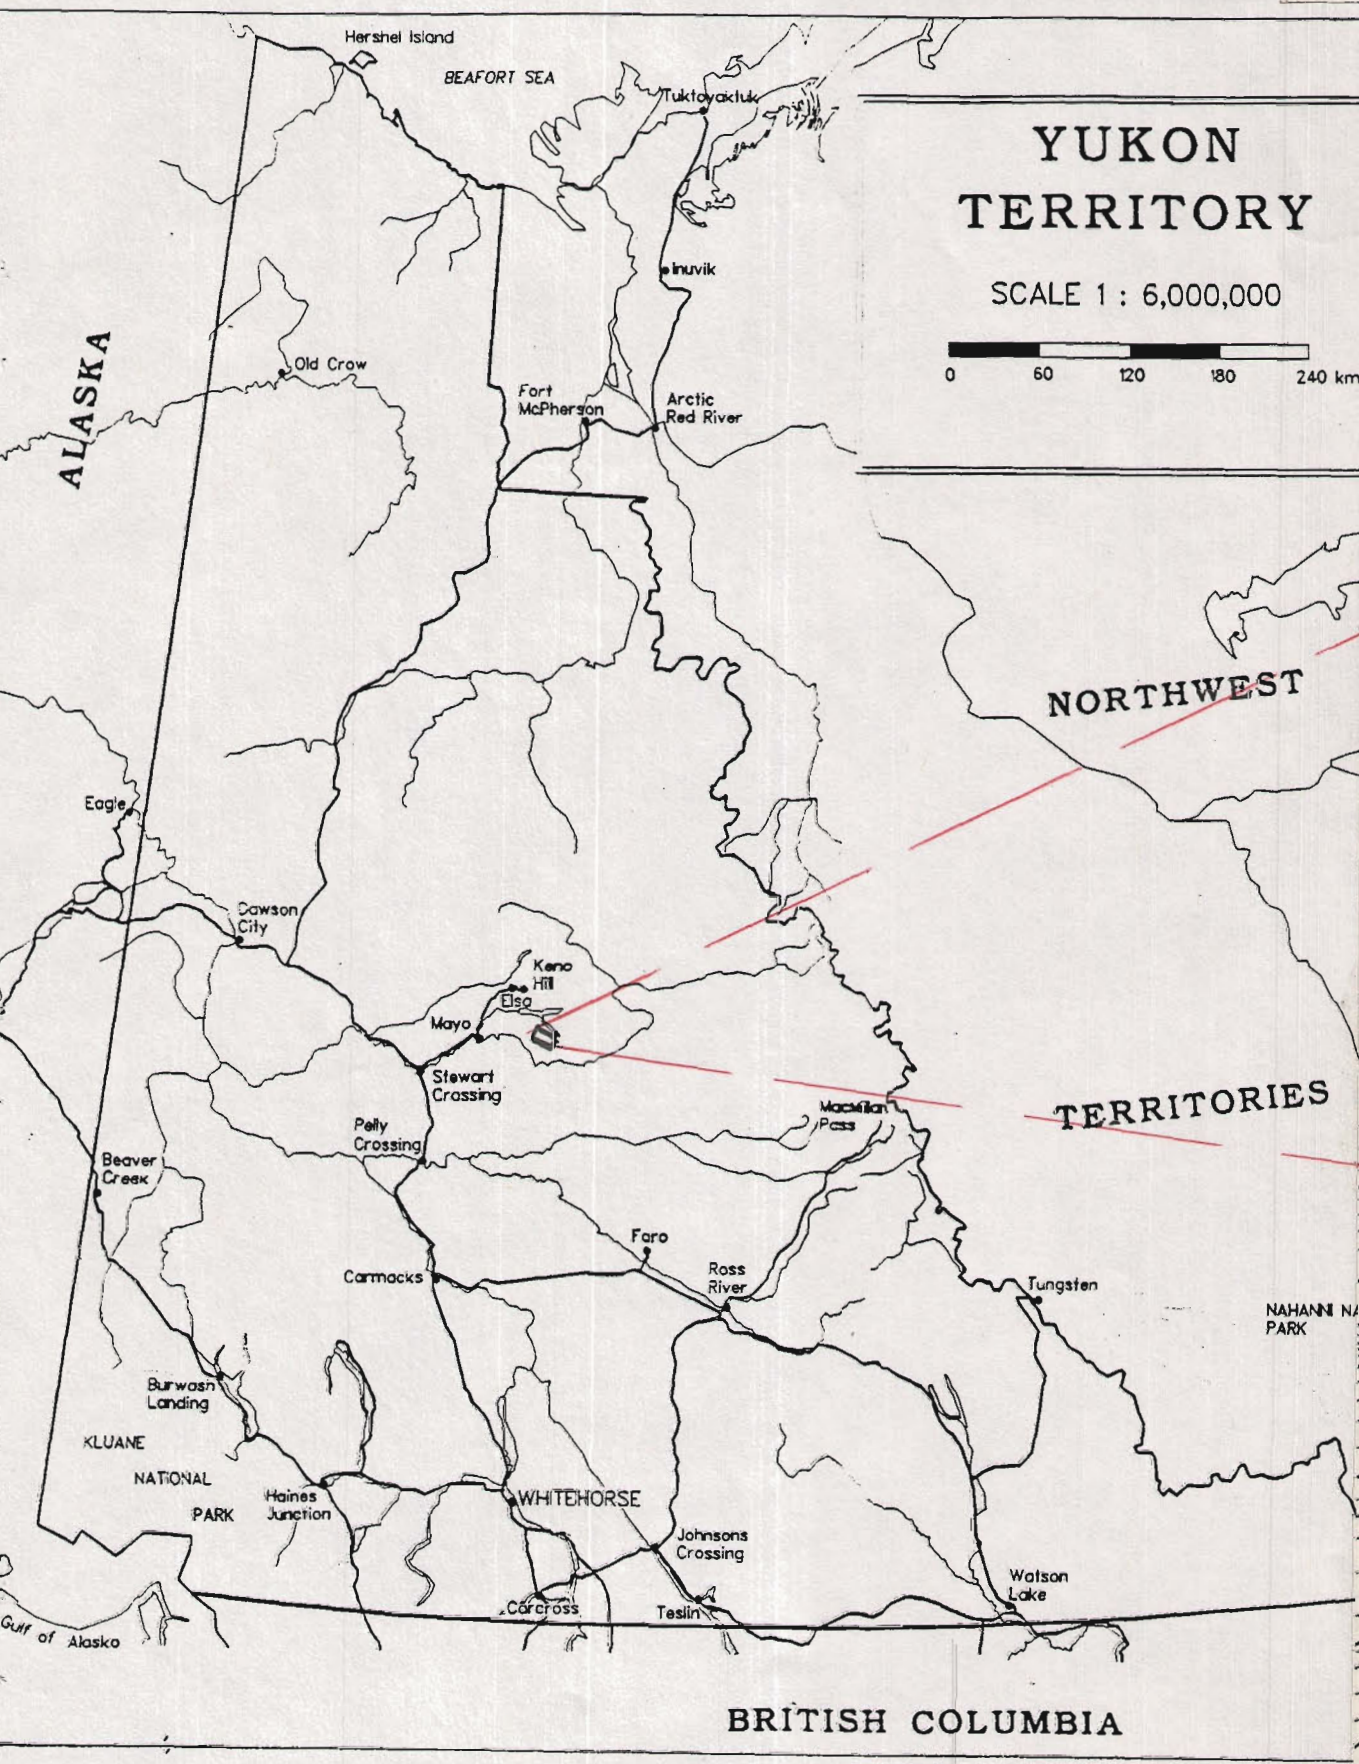 Hershel Island
BEAFORT SEA
Tuktoyaktuk
YUKON
TERRITORY
SCALE 1 : 6,000,000
0 60 120 180 240 km
Inuvik
ALASKA
Old Crow
Fort
McPherson
Arctic
Red River
NORTHWEST
Eagle
Dawson
City
Keno
Hill
Elsa
Mayo
Stewart
Crossing
TERRITORIES
Macmillan
Pass
Pelly
Crossing
Beaver
Creek
Faro
Ross
River
Carmacks
Tungsten
NAHANNI NA
PARK
Burwash
Landing
KLUANE
NATIONAL
PARK
Haines
Junction
WHITEHORSE
Johnsons
Crossing
Watson
Lake
Carcross
Teslin
Gulf of Alaska
BRITISH COLUMBIA